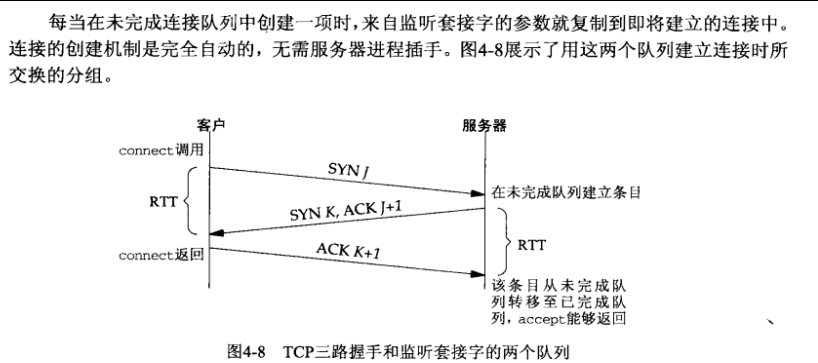 每当在未完成连接队列中创建一项时，来自监听套接字的参数就复制到即将建立的连接中。
连接的创建机制是完全自动的，无需服务器进程插手。图4-8展示了用这两个队列建立连接时所
交换的分组。
客户
服务器
connect调用
SYN J
RTT
在未完成队列建立条目
SYN K, ACK J+1
RTT
connect返回
ACK K+1
该条目从未完成队
列转移至已完成队
列，accept能够返回
图4-8 TCP三路握手和监听套接字的两个队列